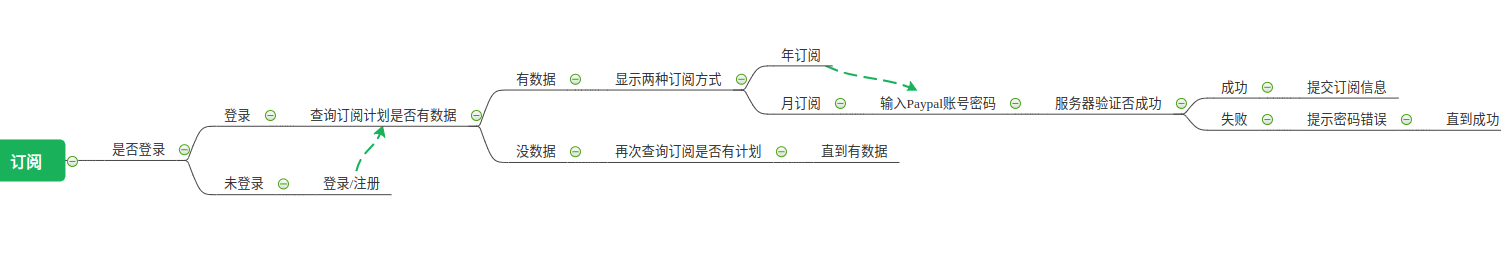 订阅
是否登录
登录
查询订阅计划是否有数据
有数据
显示两种订阅方式
年订阅
月订阅
输入Paypal账号密码
服务器验证否成功
成功
提交订阅信息
失败
提示密码错误
直到成功
没数据
再次查询订阅是否有计划
直到有数据
未登录
登录/注册